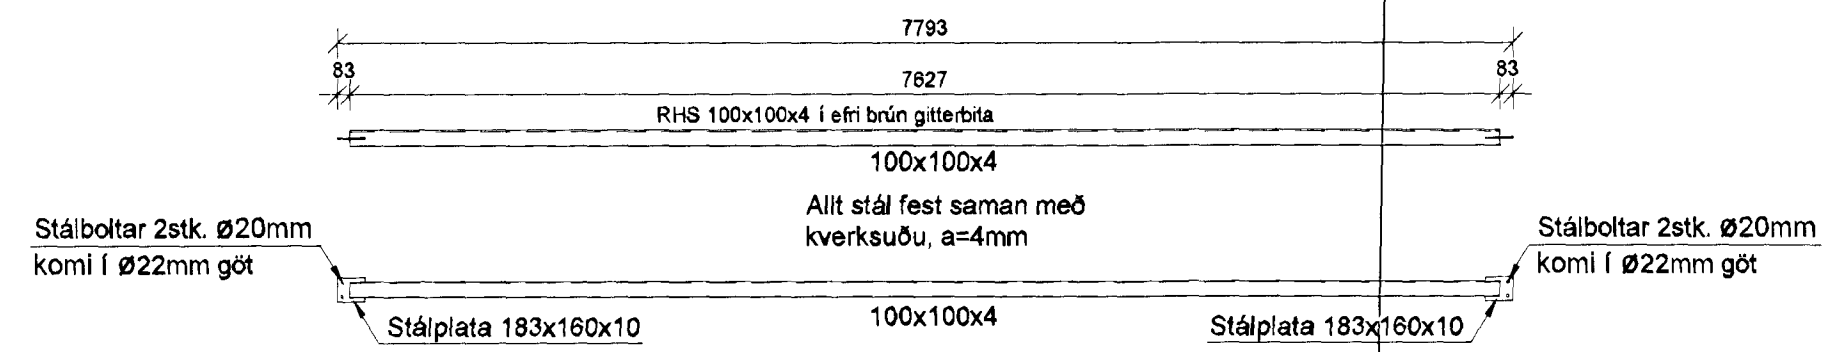 7793
83
7627
83
RHS 100x100x4 í efri brún gitterbita
100x100x4
Allt stál fest saman með
kverksuðu, a=4mm
Stálboltar 2stk. Ø20mm
komi í Ø22mm göt
Stálboltar 2stk. Ø20mm
komi í Ø22mm göt
Stálplata 183x160x10
100x100x4
Stálplata 183x160x10